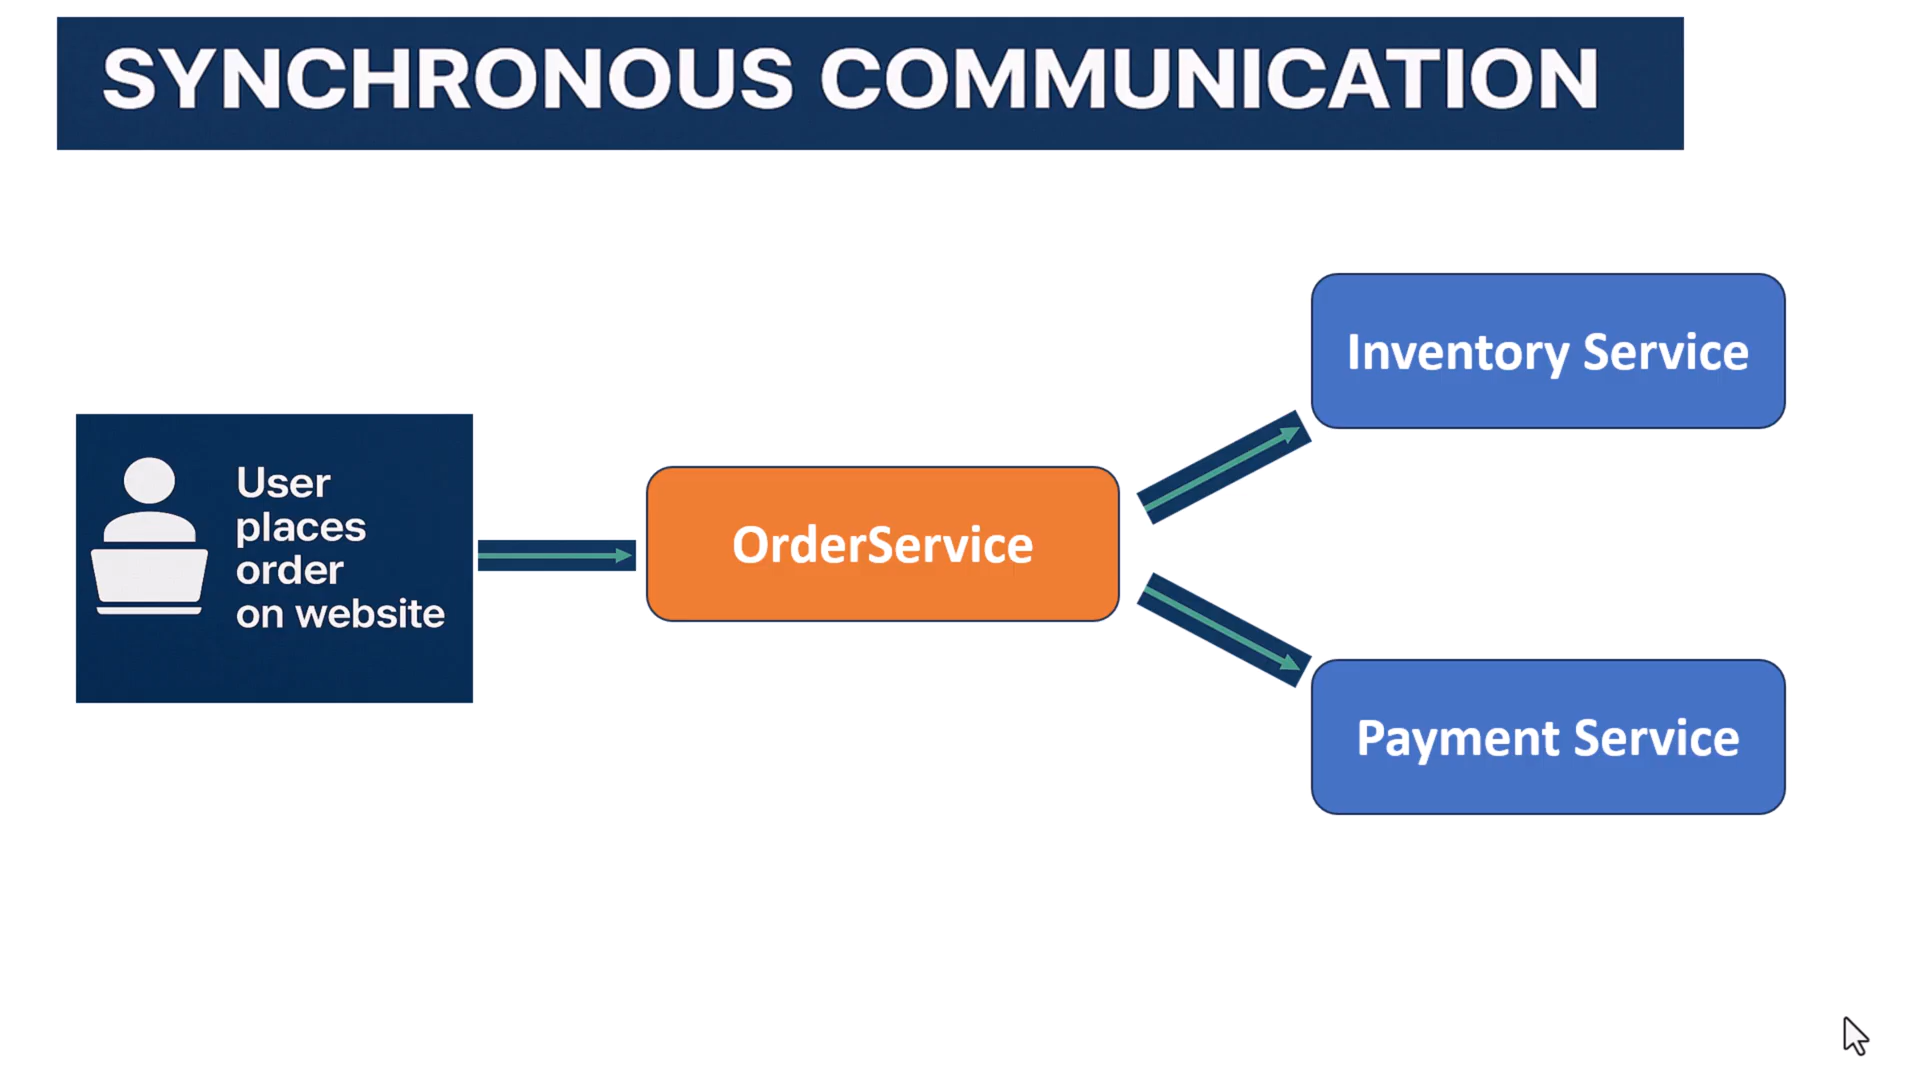 SYNCHRONOUS COMMUNICATION
User
places
order
on website
OrderService
Inventory Service
Payment Service